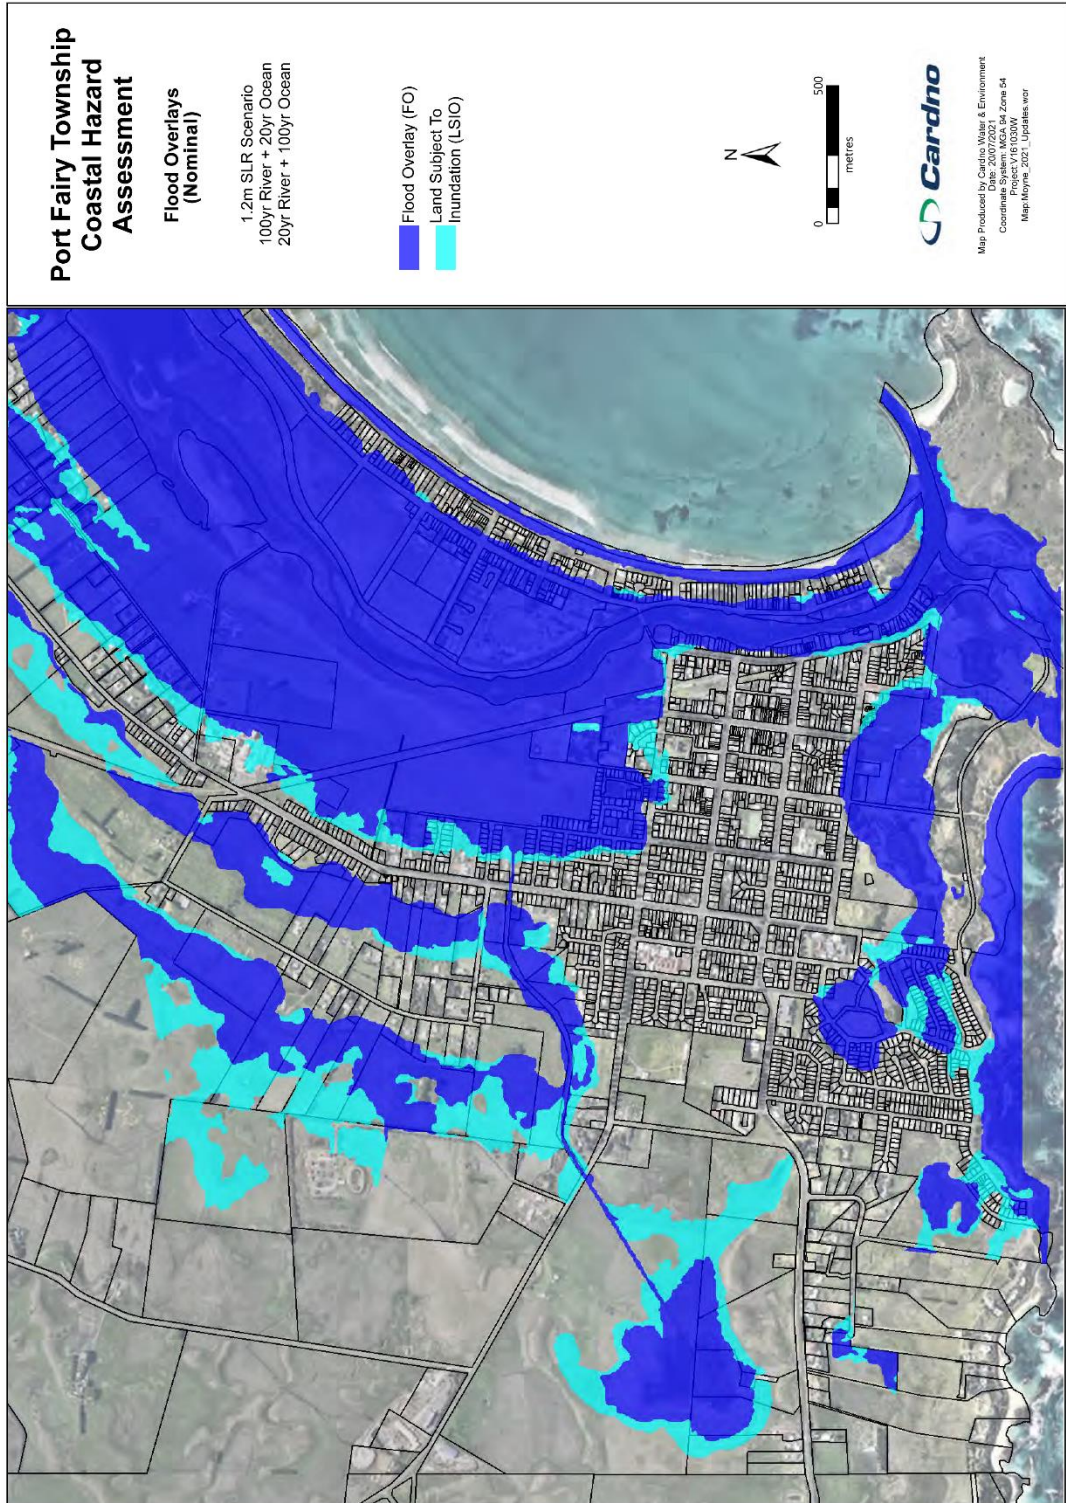 Port Fairy Township
Coastal Hazard
Assessment
Flood Overlays
(Nominal)
1.2m SLR Scenario
100yr River + 20yr Ocean
20yr River + 100yr Ocean
Flood Overlay (FO)
Land Subject To
Inundation (LSIO)
N
0 500
metres
Cardno
Map Produced by Cardno Water & Environment
Date: 20/07/2021
Coordinate System: MGA 94 Zone 54
Project:V161030W
Map:Moyne_2021_Updates.wor